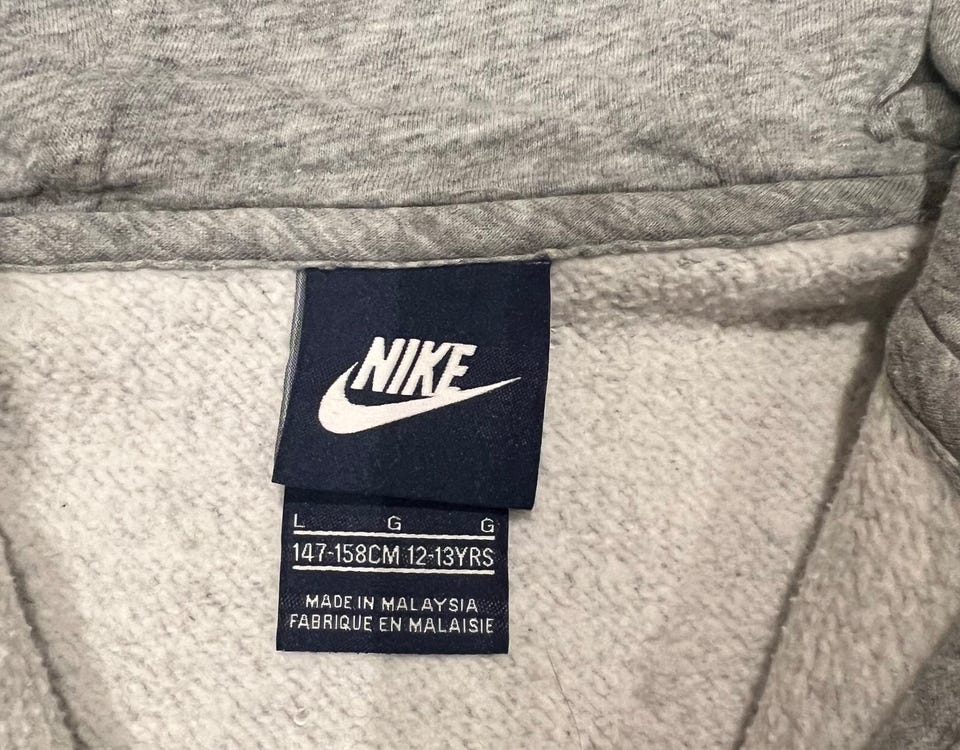 NIKE
L G G
147-158CM 12-13YRS
MADE IN MALAYSIA
FABRIQUE EN MALAISIE